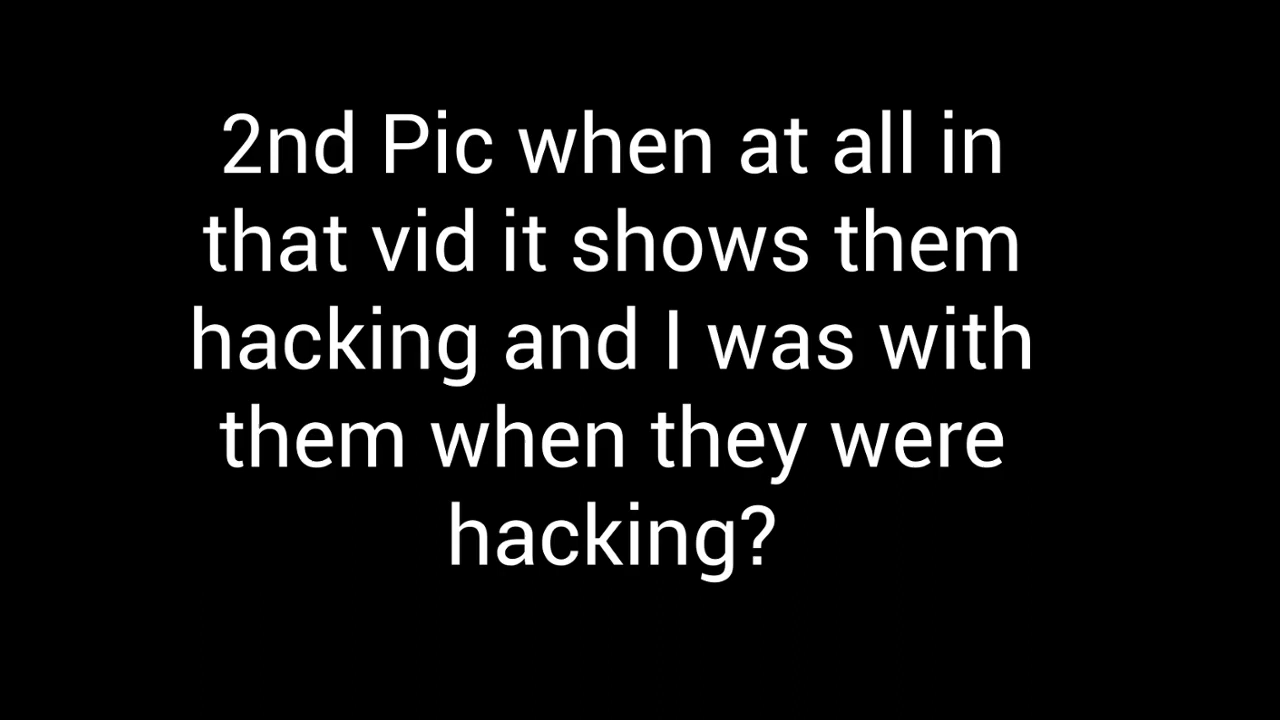 2nd Pic when at all in
that vid it shows them
hacking and I was with
them when they were
hacking?